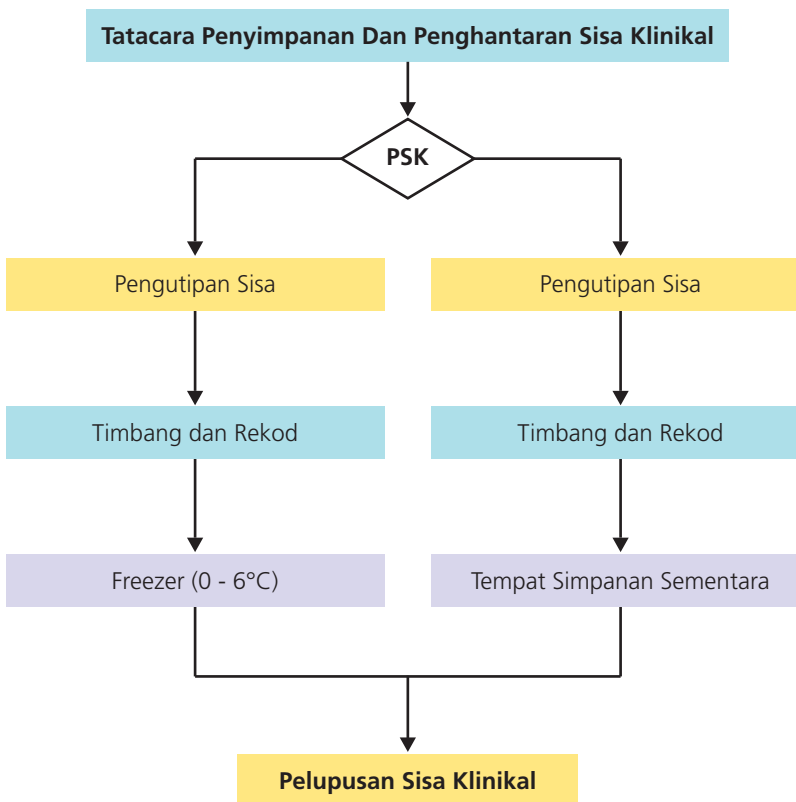 Tatacara Penyimpanan Dan Penghantaran Sisa Klinikal
PSK
Pengutipan Sisa
Pengutipan Sisa
Timbang dan Rekod
Timbang dan Rekod
Freezer (0 - 6°C)
Tempat Simpanan Sementara
Pelupusan Sisa Klinikal